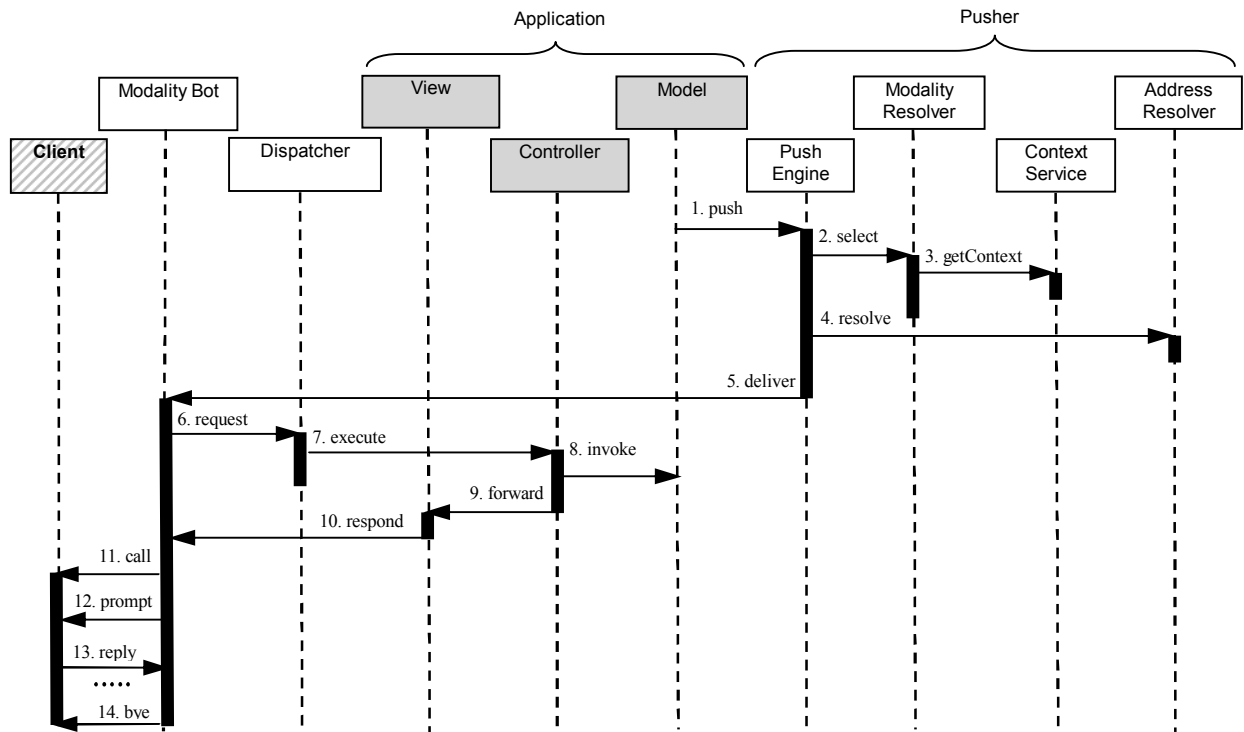 Application
Pusher
Modality Bot
View
Model
Modality
Resolver
Address
Resolver
Client
Dispatcher
Controller
Push
Engine
Context
Service
1. push
2. select
3. getContext
4. resolve
5. deliver
6. request
7. execute
8. invoke
9. forward
10. respond
11. call
12. prompt
13. reply
.....
14. bye